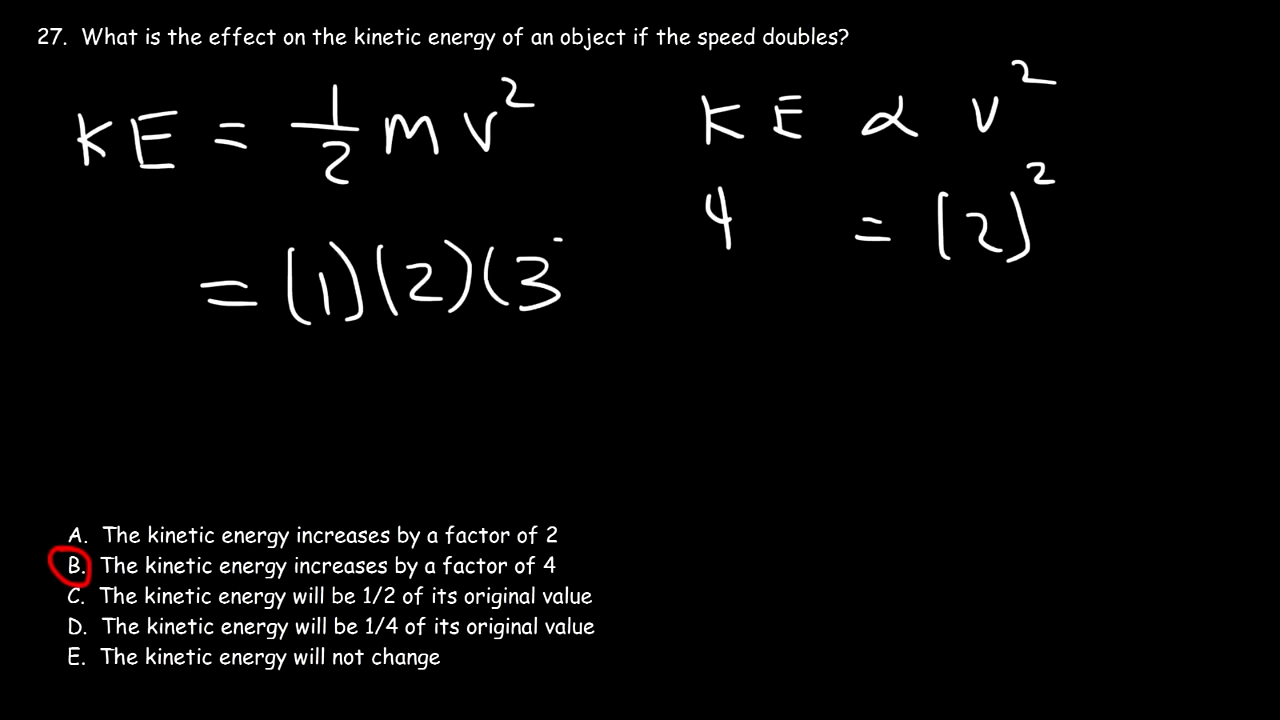 27. What is the effect on the kinetic energy of an object if the speed doubles?
KE = 1/2 mv²
= (1)(2)(3
KE ∝ v²
4 = (2)²
A. The kinetic energy increases by a factor of 2
B. The kinetic energy increases by a factor of 4
C. The kinetic energy will be 1/2 of its original value
D. The kinetic energy will be 1/4 of its original value
E. The kinetic energy will not change